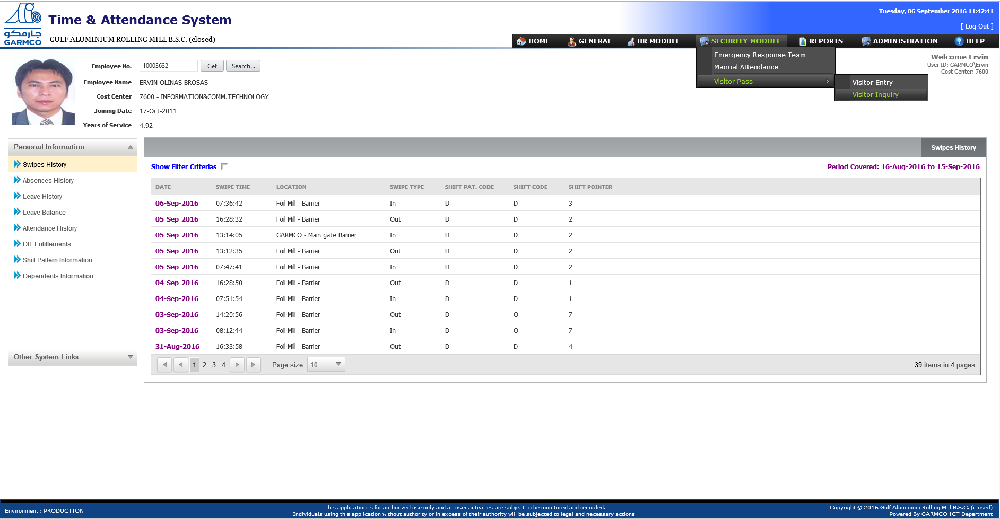 Tuesday, 06 September 2016 11:42:41
Time & Attendance System
[ Log Out ]
جارمكو
GARMCO
GULF ALUMINIUM ROLLING MILL B.S.C. (closed)
HOME GENERAL HR MODULE SECURITY MODULE REPORTS ADMINISTRATION HELP
Emergency Response Team
Manual Attendance
Visitor Pass
Visitor Entry
Visitor Inquiry
Welcome Ervin
User ID: GARMCO\Ervin
Cost Center: 7600
Employee No. 10003632 Get Search...
Employee Name ERVIN OLINAS BROSAS
Cost Center 7600 - INFORMATION&COMM.TECHNOLOGY
Joining Date 17-Oct-2011
Years of Service 4.92
Personal Information
Swipes History
Absences History
Leave History
Leave Balance
Attendance History
DIL Entitlements
Shift Pattern Information
Dependents Information
Other System Links
Swipes History
Show Filter Criterias
Period Covered: 16-Aug-2016 to 15-Sep-2016
DATE SWIPE TIME LOCATION SWIPE TYPE SHIFT PAT. CODE SHIFT CODE SHIFT POINTER
06-Sep-2016 07:36:42 Foil Mill - Barrier In D D 3
05-Sep-2016 16:28:32 Foil Mill - Barrier Out D D 2
05-Sep-2016 13:14:05 GARMCO - Main gate Barrier In D D 2
05-Sep-2016 13:12:35 Foil Mill - Barrier Out D D 2
05-Sep-2016 07:47:41 Foil Mill - Barrier In D D 2
04-Sep-2016 16:28:50 Foil Mill - Barrier Out D D 1
04-Sep-2016 07:51:54 Foil Mill - Barrier In D D 1
03-Sep-2016 14:20:56 Foil Mill - Barrier Out D O 7
03-Sep-2016 08:12:44 Foil Mill - Barrier In D O 7
31-Aug-2016 16:33:58 Foil Mill - Barrier Out D D 4
1 2 3 4 Page size: 10 39 items in 4 pages
Environment : PRODUCTION
This application is for authorized use only and all user activities are subject to be monitored and recorded.
Individuals using this application without authority or in excess of their authority will be subjected to legal and necessary actions.
Copyright © 2016 Gulf Aluminium Rolling Mill B.S.C. (closed)
Powered By GARMCO ICT Department